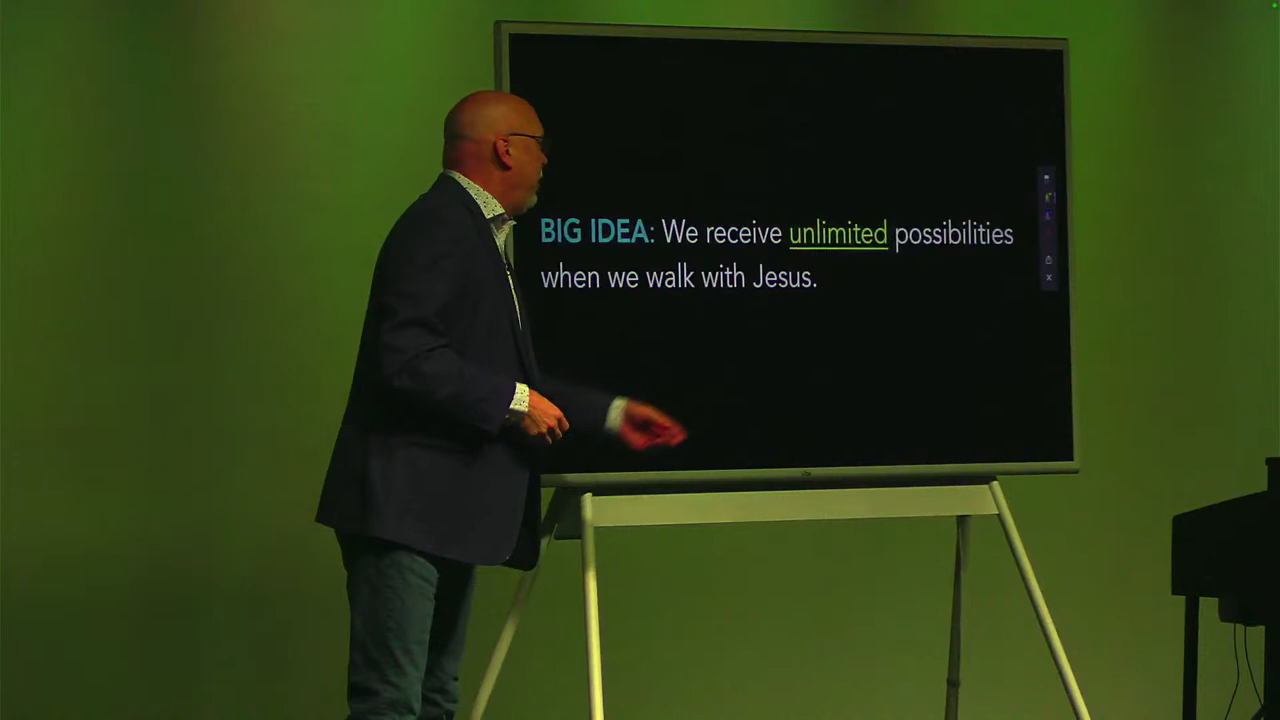 BIG IDEA: We receive unlimited possibilities
when we walk with Jesus.